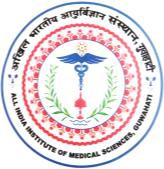 अखिल भारतीय आयुर्विज्ञान संस्थान, गुवाहाटी
ALL INDIA INSTITUTE OF MEDICAL SCIENCES, GUWAHATI